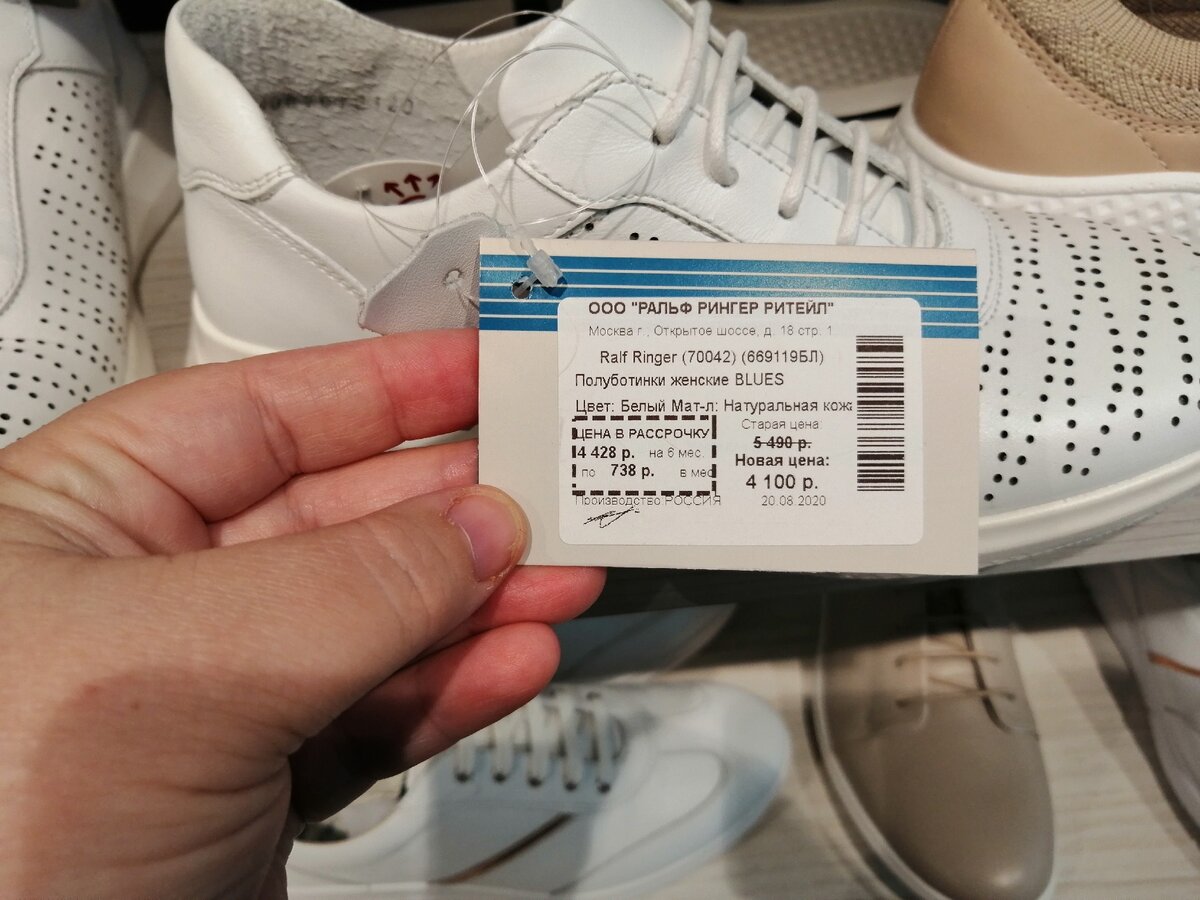 ООО "РАЛЬФ РИНГЕР РИТЕЙЛ"
Москва г., Открытое шоссе, д. 18 стр. 1
Ralf Ringer (70042) (669119БЛ)
Полуботинки женские BLUES
Цвет: Белый Мат-л: Натуральная кожа
ЦЕНА В РАССРОЧКУ
4 428 р. на 6 мес.
по 738 р. в мес
Старая цена:
5 490 р.
Новая цена:
4 100 р.
Производство РОССИЯ
20.08.2020